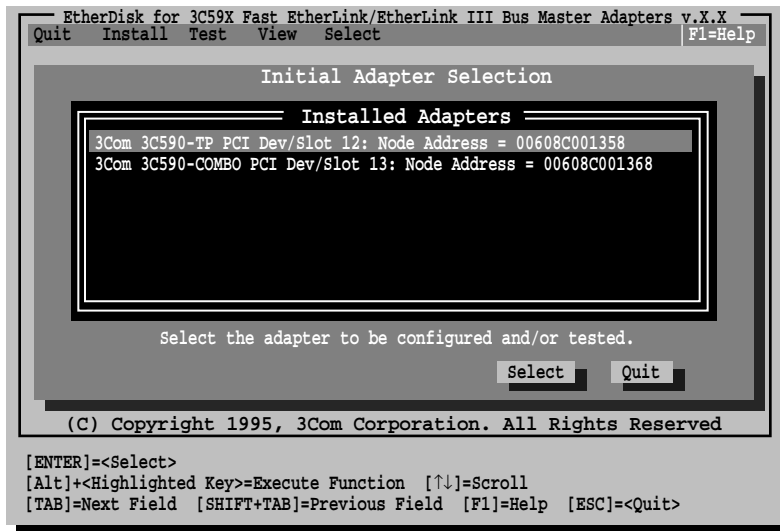 EtherDisk for 3C59X Fast EtherLink/EtherLink III Bus Master Adapters v.X.X
Quit Install Test View Select F1=Help
Initial Adapter Selection
Installed Adapters
3Com 3C590-TP PCI Dev/Slot 12: Node Address = 00608C001358
3Com 3C590-COMBO PCI Dev/Slot 13: Node Address = 00608C001368
Select the adapter to be configured and/or tested.
Select Quit
(C) Copyright 1995, 3Com Corporation. All Rights Reserved
[ENTER]=<Select>
[Alt]+<Highlighted Key>=Execute Function [↑↓]=Scroll
[TAB]=Next Field [SHIFT+TAB]=Previous Field [F1]=Help [ESC]=<Quit>